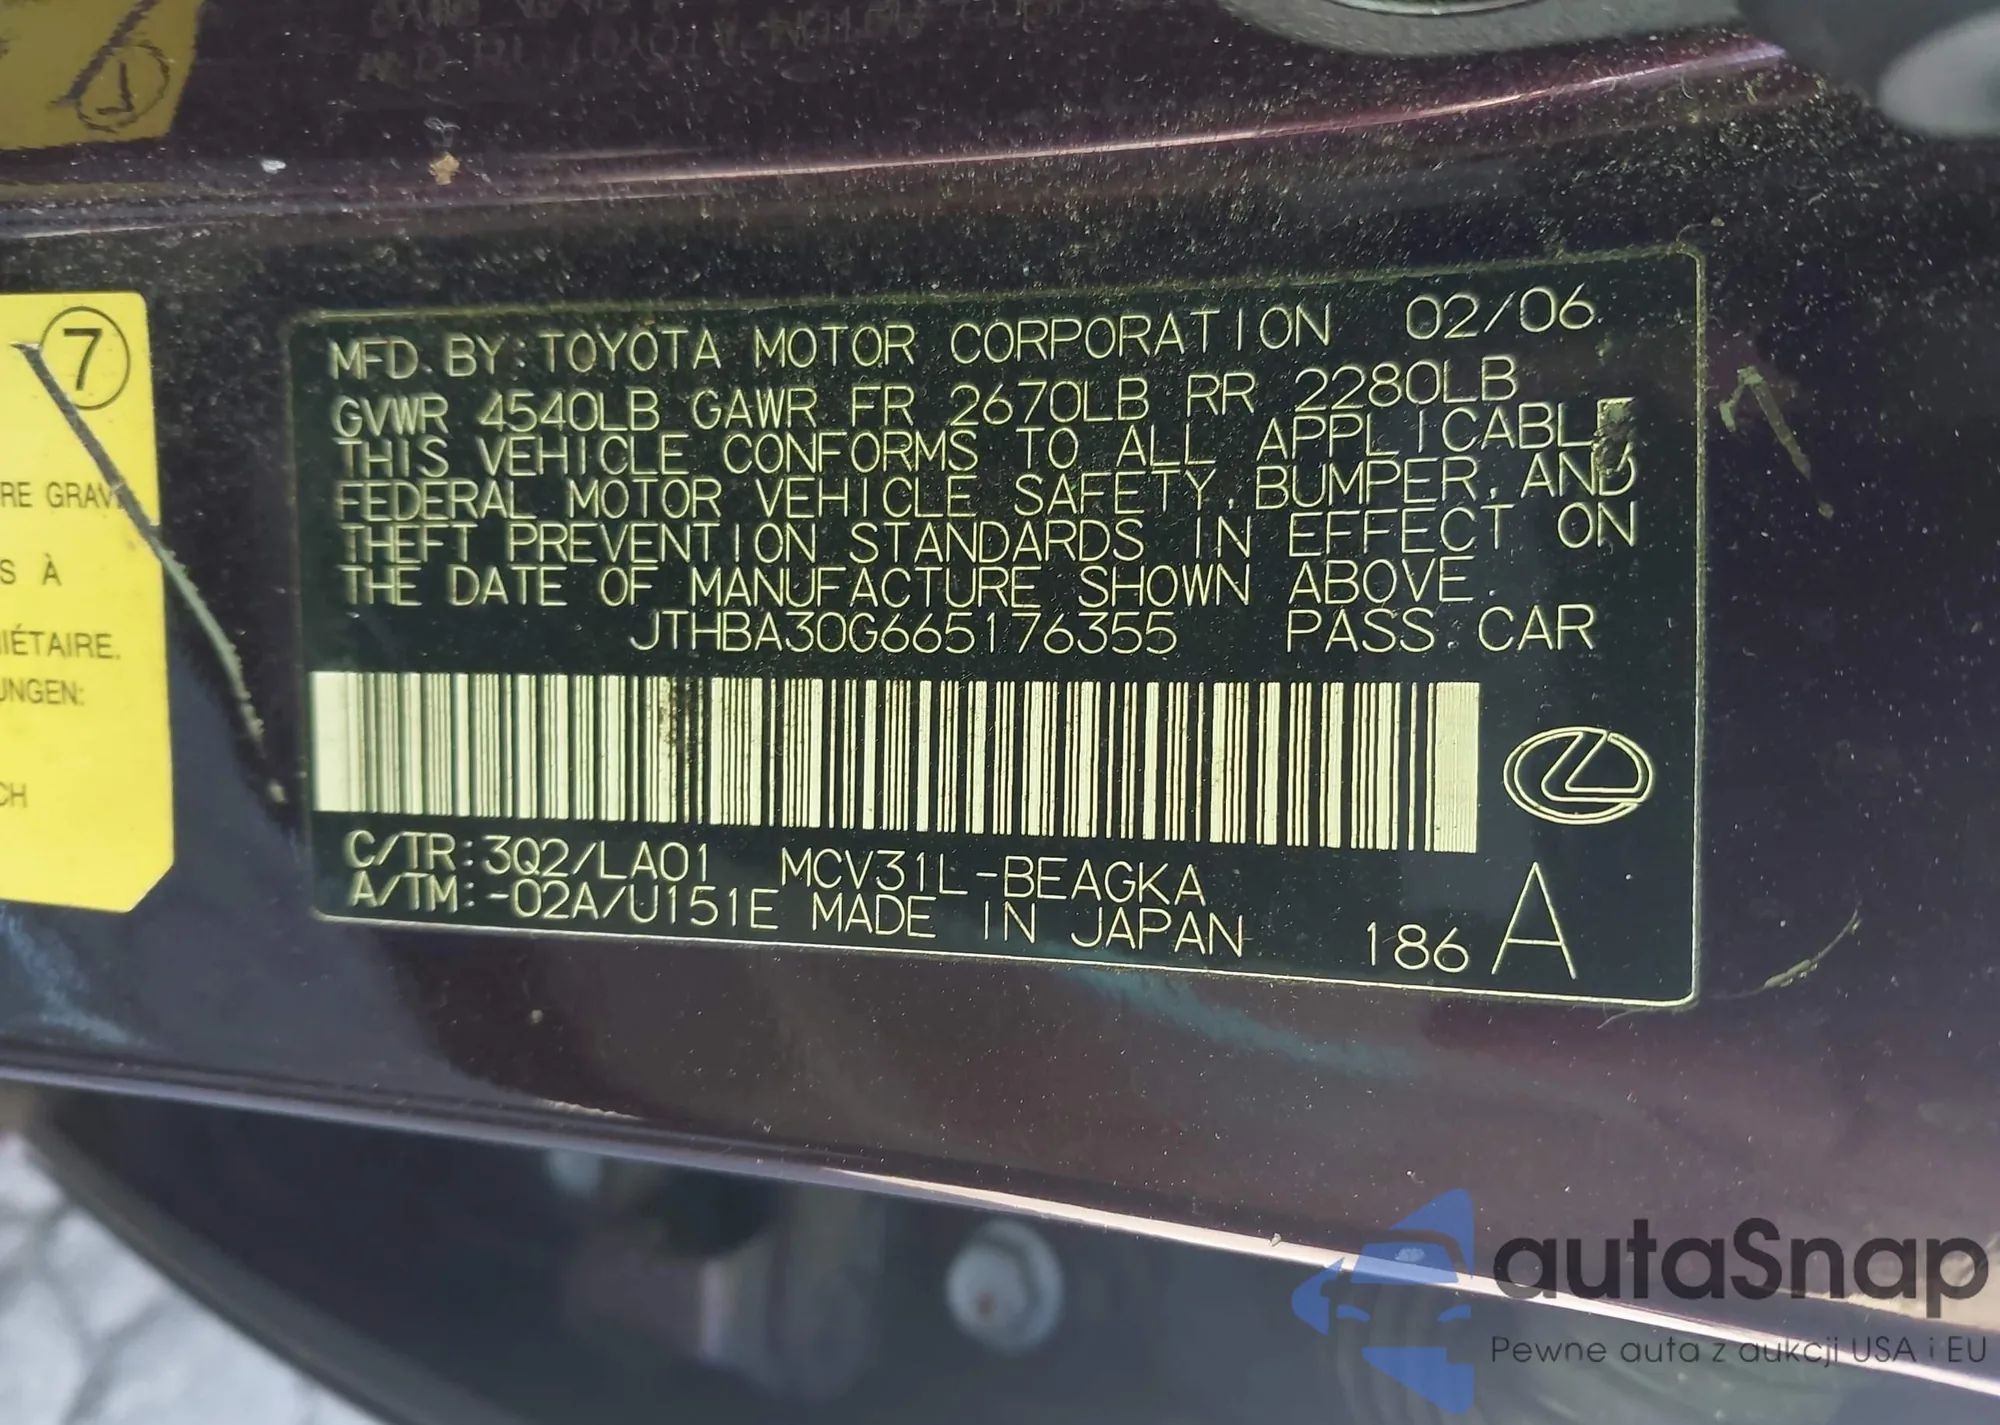 7
RE GRAV
S À
IÉTAIRE.
UNGEN:
CH
MFD. BY: TOYOTA MOTOR CORPORATION 02/06
GVWR 4540LB GAWR FR 2670LB RR 2280LB
THIS VEHICLE CONFORMS TO ALL APPLICABLE
FEDERAL MOTOR VEHICLE SAFETY, BUMPER, AND
THEFT PREVENTION STANDARDS IN EFFECT ON
THE DATE OF MANUFACTURE SHOWN ABOVE.
JTHBA30G665176355 PASS. CAR
C/TR: 3Q2/LA01 MCV31L-BEAGKA
A/TM: -02A/U151E MADE IN JAPAN 186 A
autaSnap
Pewne auta z aukcji USA i EU